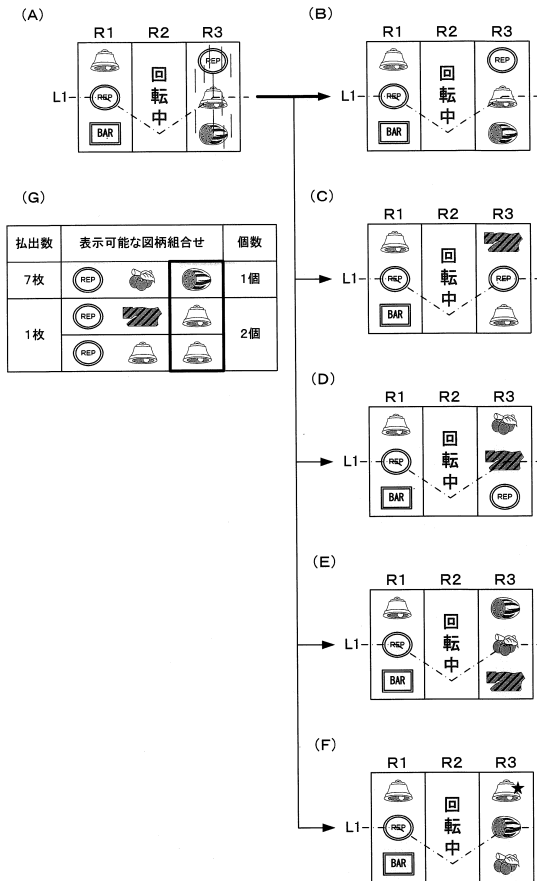 (A)
R1 R2 R3
REP
L1 REP 回転中
BAR
(B)
R1 R2 R3
REP
L1 REP 回転中
BAR
(G)
払出数 表示可能な図柄組合せ 個数
7枚 REP 1個
1枚 REP 2個
REP
(C)
R1 R2 R3
L1 REP 回転中 REP
BAR
(D)
R1 R2 R3
L1 REP 回転中
BAR REP
(E)
R1 R2 R3
L1 REP 回転中
BAR
(F)
R1 R2 R3
L1 REP 回転中
BAR